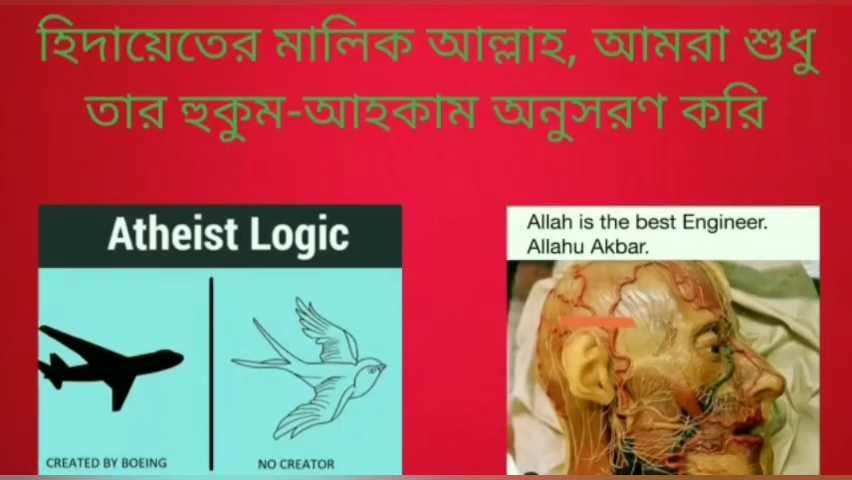 হিদায়েতের মালিক আল্লাহ, আমরা শুধু
তার হুকুম-আহকাম অনুসরণ করি
Atheist Logic
CREATED BY BOEING
NO CREATOR
Allah is the best Engineer.
Allahu Akbar.